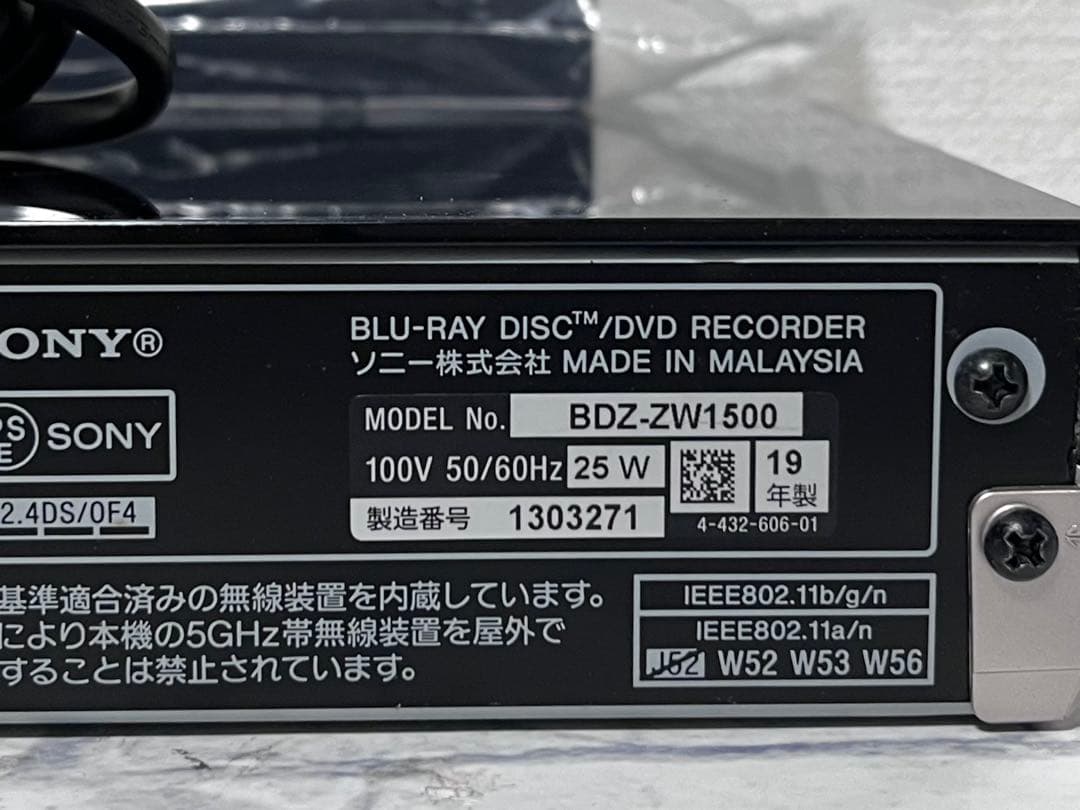 SONY®
BLU-RAY DISC™/DVD RECORDER
ソニー株式会社 MADE IN MALAYSIA
SONY
MODEL No. BDZ-ZW1500
100V 50/60Hz 25 W
19
年製
2.4DS/OF4
製造番号 1303271
4-432-606-01
基準適合済みの無線装置を内蔵しています。
により本機の5GHz帯無線装置を屋外で
することは禁止されています。
IEEE802.11b/g/n
IEEE802.11a/n
J52 W52 W53 W56